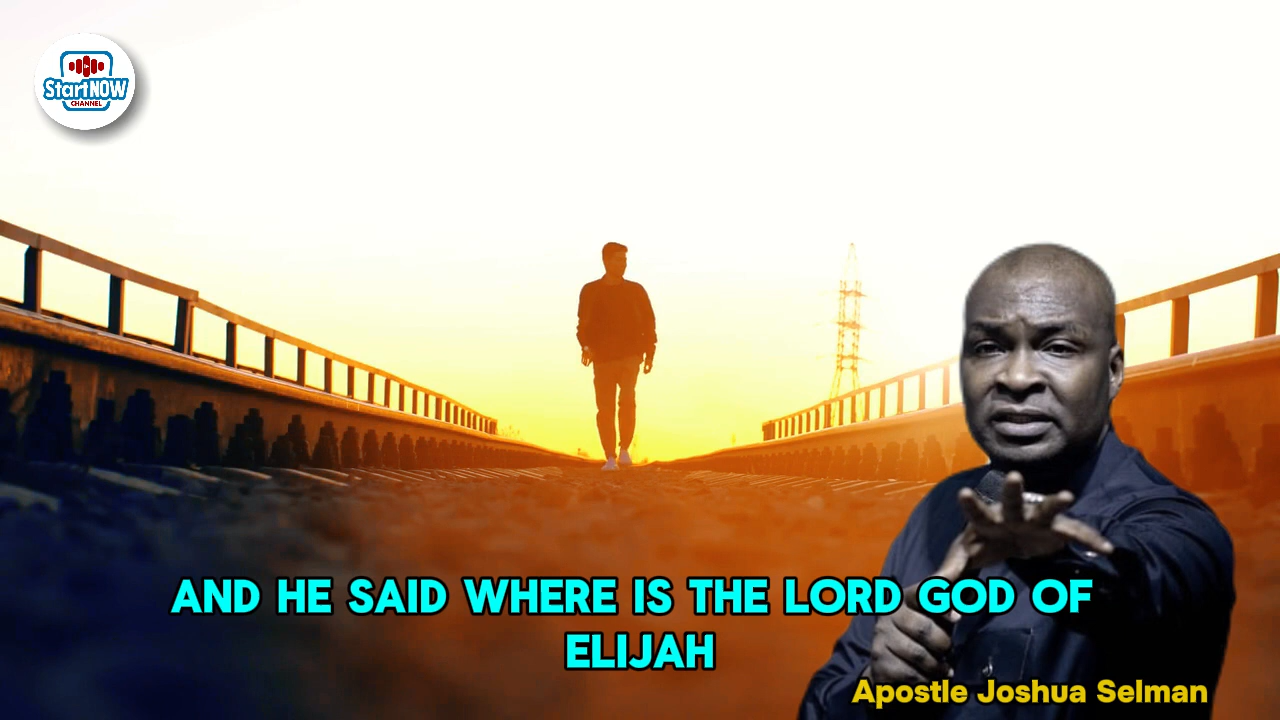 StartNOW
CHANNEL
AND HE SAID WHERE IS THE LORD GOD OF
ELIJAH
Apostle Joshua Selman